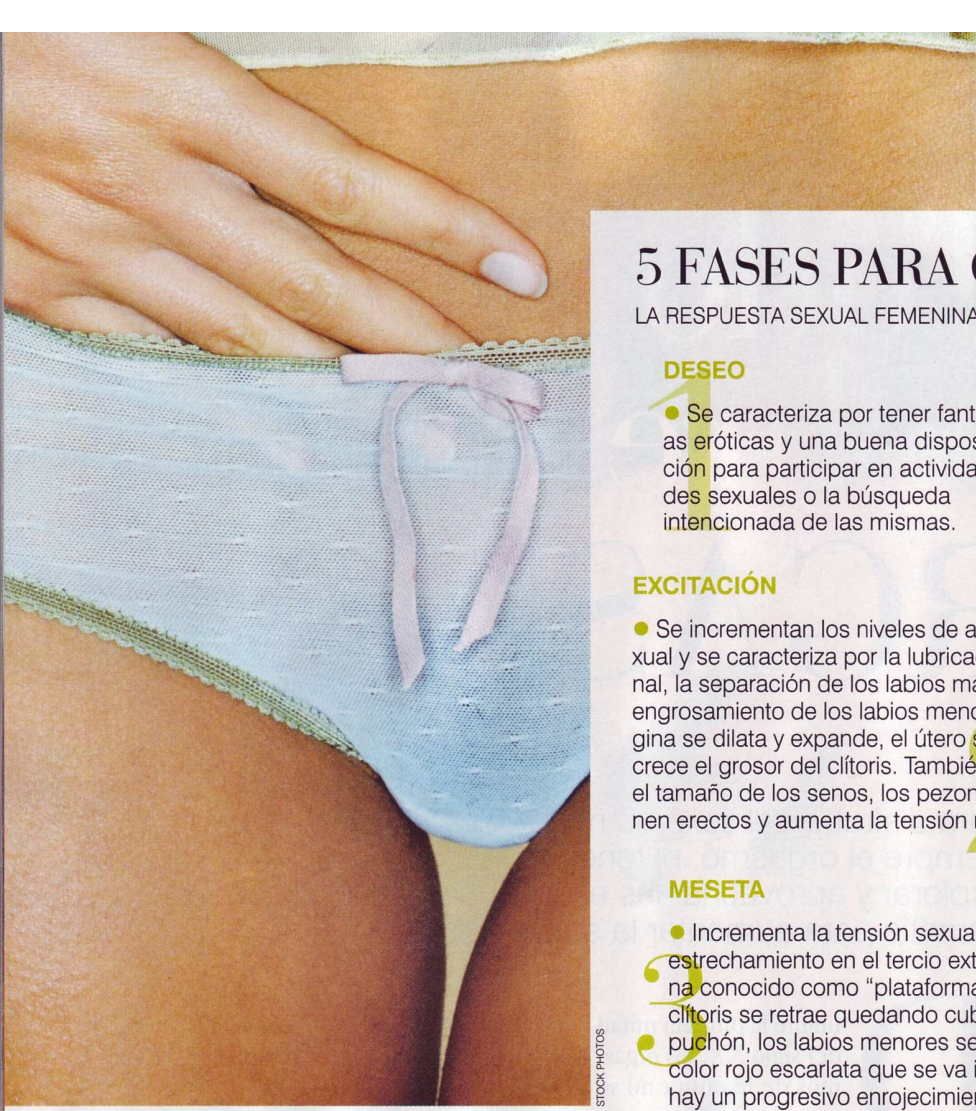 5 FASES PARA
LA RESPUESTA SEXUAL FEMENINA
1
DESEO
● Se caracteriza por tener fant
as eróticas y una buena dispos
ción para participar en activida
des sexuales o la búsqueda
intencionada de las mismas.
EXCITACIÓN
● Se incrementan los niveles de a
xual y se caracteriza por la lubrica
nal, la separación de los labios ma
engrosamiento de los labios meno
gina se dilata y expande, el útero s
crece el grosor del clítoris. Tambié
el tamaño de los senos, los pezon
nen erectos y aumenta la tensión
3
MESETA
● Incrementa la tensión sexua
estrechamiento en el tercio ext
na conocido como “plataforma
clítoris se retrae quedando cub
puchón, los labios menores se
color rojo escarlata que se va i
hay un progresivo enrojecimie
STOCK PHOTOS